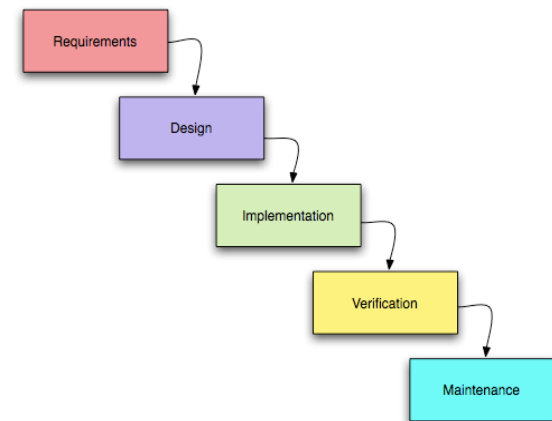 Requirements
Design
Implementation
Verification
Maintenance